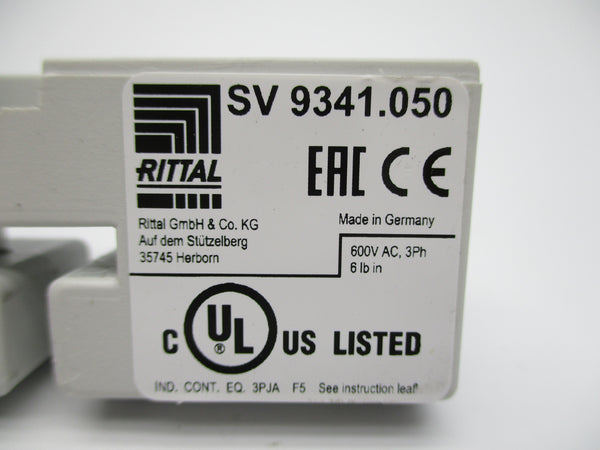 SV 9341.050
RITTAL
EAC CE
Rittal GmbH & Co. KG
Auf dem Stützelberg
35745 Herborn
Made in Germany
600V AC, 3Ph
6 lb in
C UL ® US LISTED
IND. CONT. EQ. 3PJA F5 See instruction leaf